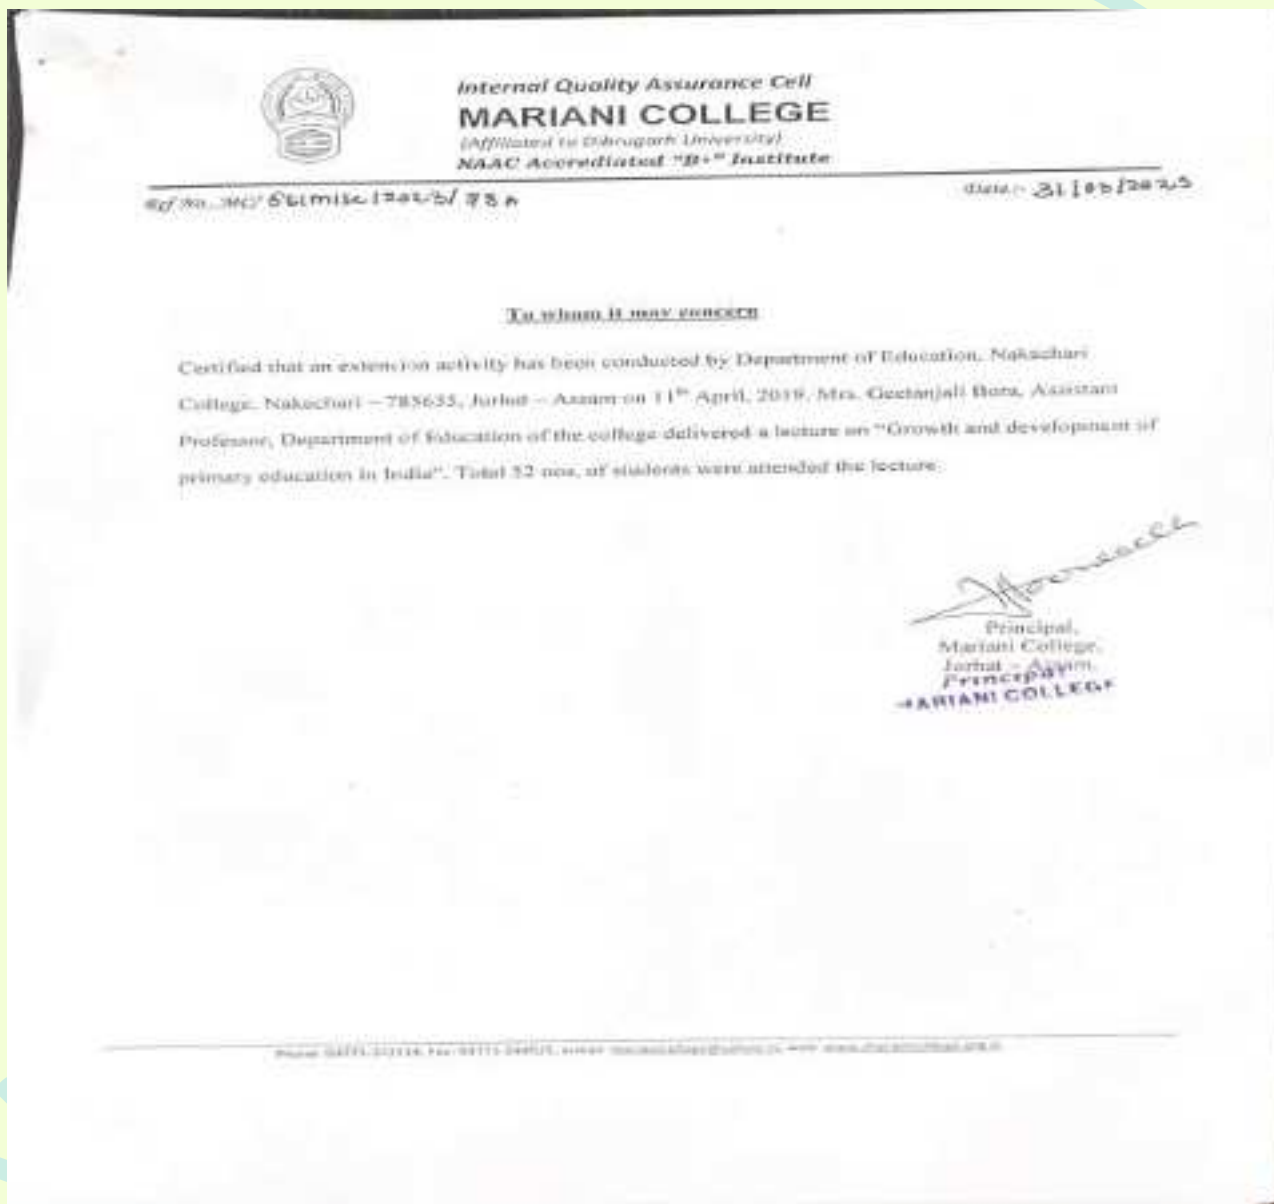 Internal Quality Assurance Cell
MARIANI COLLEGE
(Affiliated to Dibrugarh University)
NAAC Accrediated "B+" Institute
Ref No. MC/
Date:- 31/03/2023
To whom it may concern
Certified that an extension activity has been conducted by Department of Education, Nakachari
College, Nakachari – 785635, Jorhat – Assam on 11th April, 2019. Mrs. Geetanjali Bora, Assistant
Professor, Department of Education of the college delivered a lecture on "Growth and development of
primary education in India". Total 52 nos. of students were attended the lecture.
Principal,
Mariani College,
Jorhat – Assam.
Principal
MARIANI COLLEGE